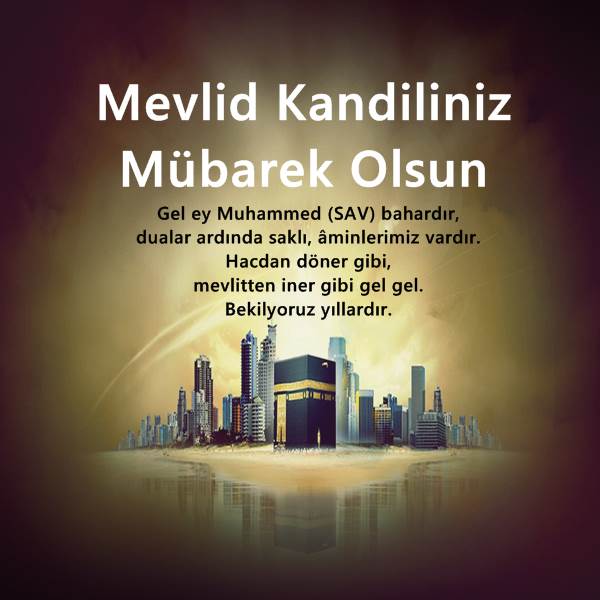 Mevlid Kandiliniz
Mübarek Olsun
Gel ey Muhammed (SAV) bahardır,
dualar ardında saklı, âminlerimiz vardır.
Hacdan döner gibi,
mevlitten iner gibi gel gel.
Bekilyoruz yıllardır.